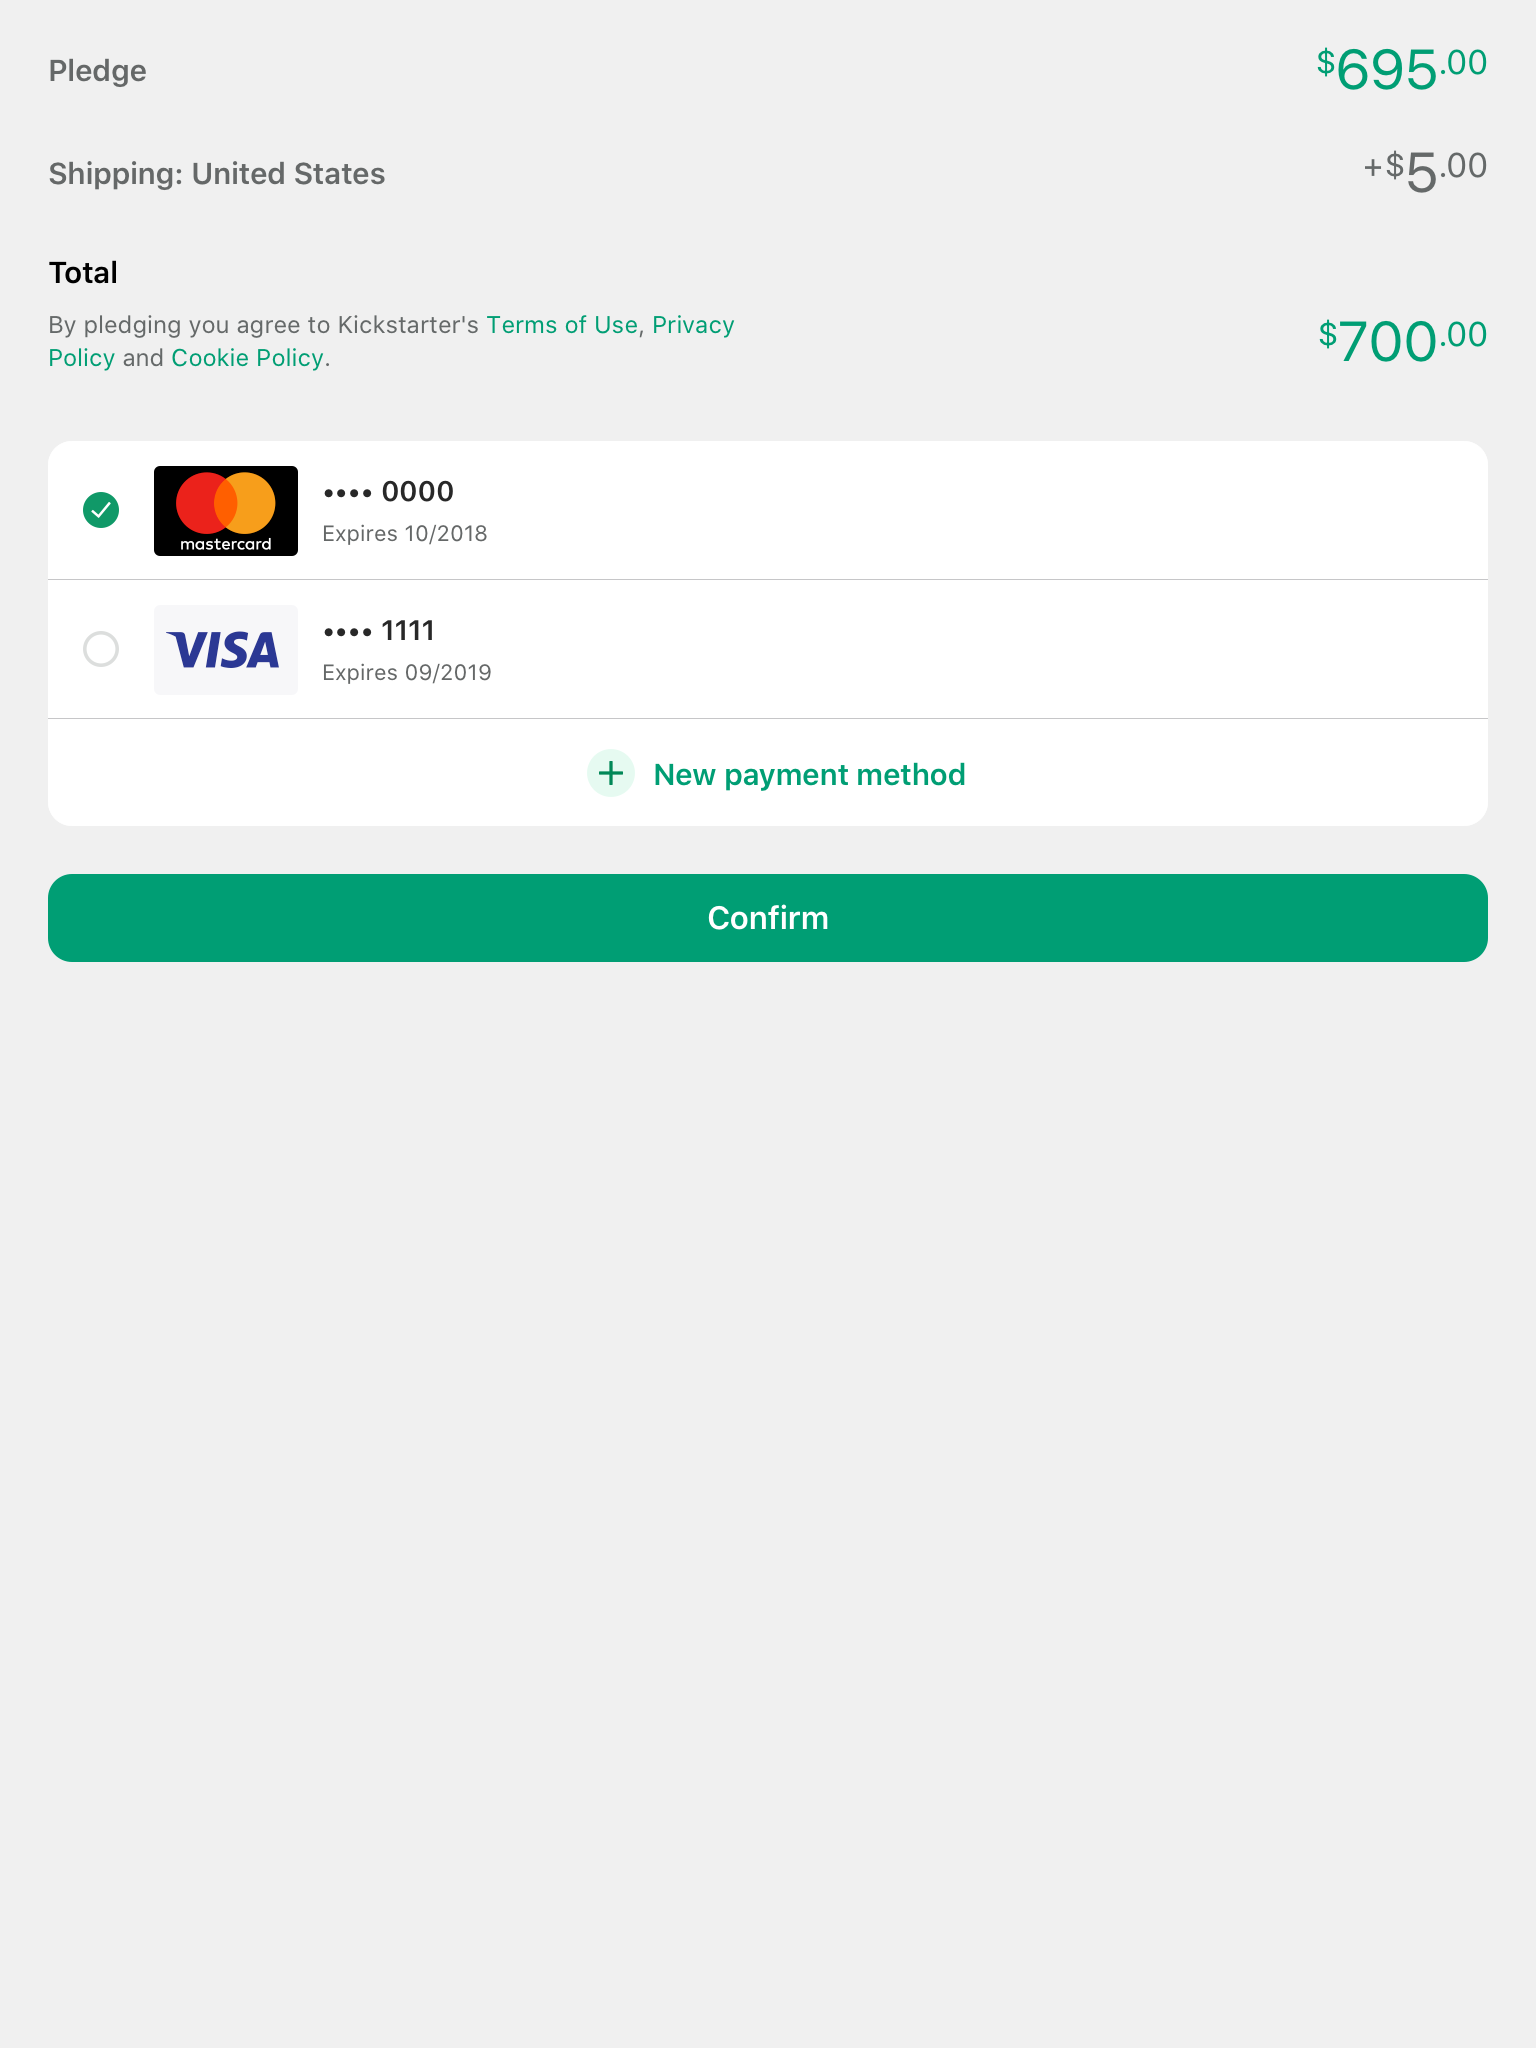 Pledge
$695.00
Shipping: United States
+$5.00
Total
By pledging you agree to Kickstarter's Terms of Use, Privacy
Policy and Cookie Policy.
$700.00
mastercard
•••• 0000
Expires 10/2018
VISA
•••• 1111
Expires 09/2019
New payment method
Confirm